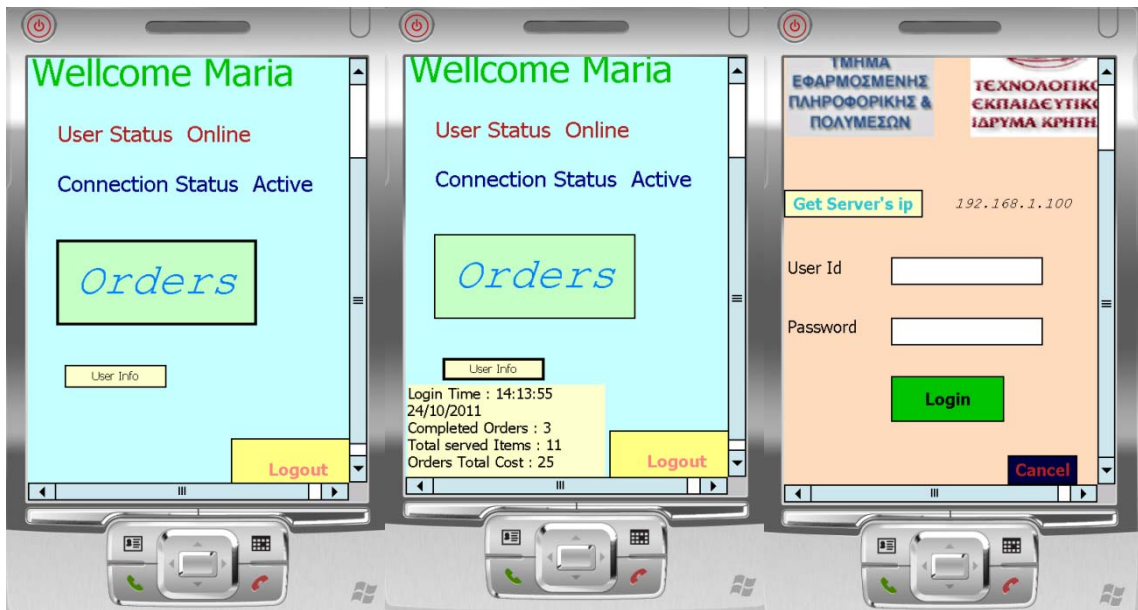 Wellcome Maria
User Status Online
Connection Status Active
Orders
User Info
Logout
Wellcome Maria
User Status Online
Connection Status Active
Orders
User Info
Login Time : 14:13:55
24/10/2011
Completed Orders : 3
Total served Items : 11
Orders Total Cost : 25
Logout
ΤΜΗΜΑ
ΕΦΑΡΜΟΣΜΕΝΗΣ
ΠΛΗΡΟΦΟΡΙΚΗΣ &
ΠΟΛΥΜΕΣΩΝ
ΤΕΧΝΟΛΟΓΙΚΟ
ΕΚΠΑΙΔΕΥΤΙΚΟ
ΙΔΡΥΜΑ ΚΡΗΤΗ
Get Server's ip 192.168.1.100
User Id
Password
Login
Cancel